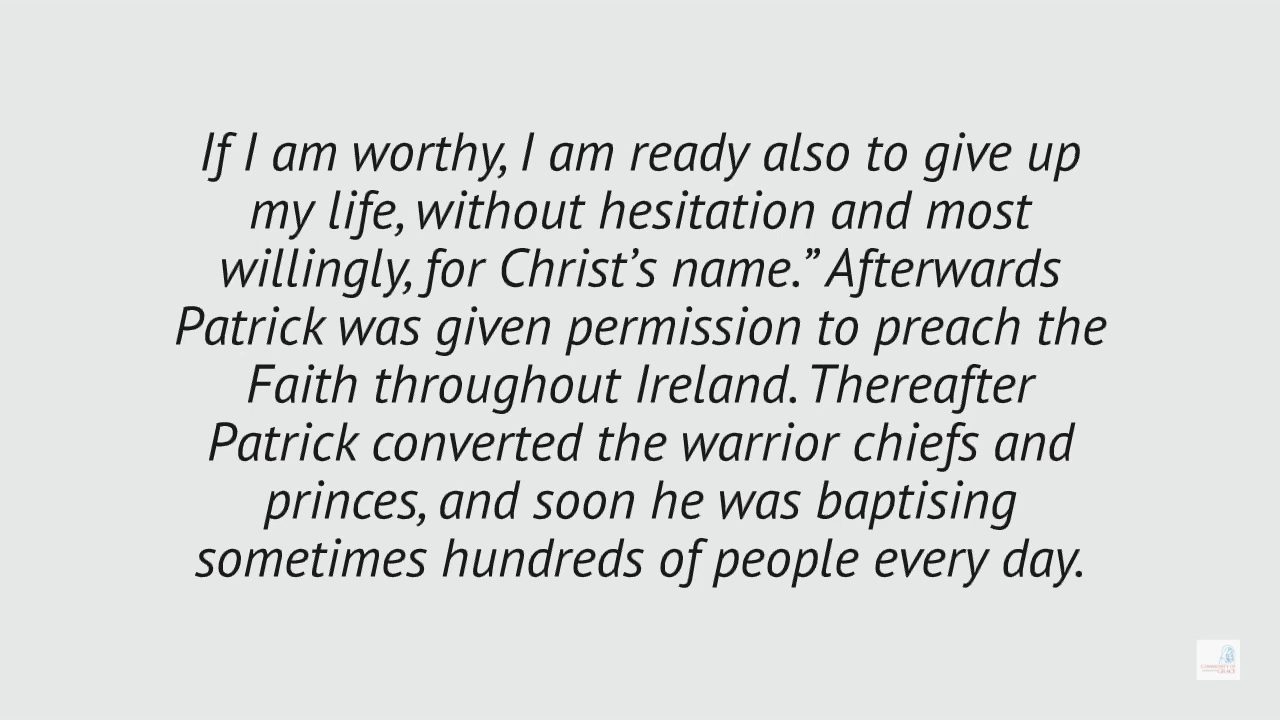 If I am worthy, I am ready also to give up
my life, without hesitation and most
willingly, for Christ’s name.” Afterwards
Patrick was given permission to preach the
Faith throughout Ireland. Thereafter
Patrick converted the warrior chiefs and
princes, and soon he was baptising
sometimes hundreds of people every day.
GRACE